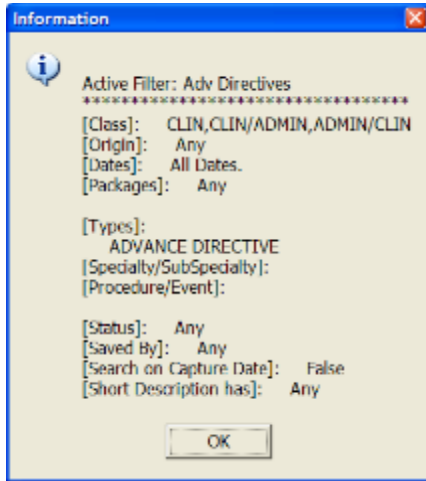 Information
Active Filter: Adv Directives
**********************************
[Class]: CLIN,CLIN/ADMIN,ADMIN/CLIN
[Origin]: Any
[Dates]: All Dates.
[Packages]: Any
[Types]:
ADVANCE DIRECTIVE
[Specialty/SubSpecialty]:
[Procedure/Event]:
[Status]: Any
[Saved By]: Any
[Search on Capture Date]: False
[Short Description has]: Any
OK